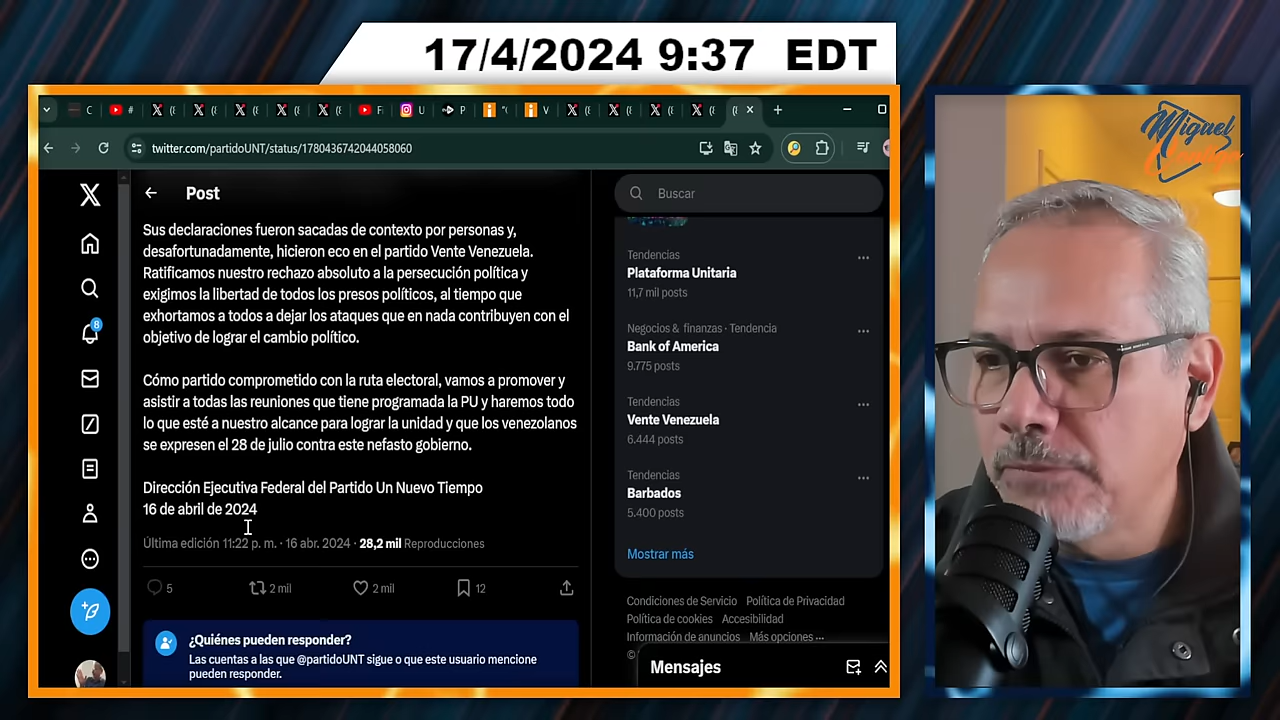 17/4/2024 9:37 EDT
twitter.com/partidoUNT/status/1780436742044058060
Post
Buscar
Sus declaraciones fueron sacadas de contexto por personas y,
desafortunadamente, hicieron eco en el partido Vente Venezuela.
Ratificamos nuestro rechazo absoluto a la persecución política y
exigimos la libertad de todos los presos políticos, al tiempo que
exhortamos a todos a dejar los ataques que en nada contribuyen con el
objetivo de lograr el cambio político.
Cómo partido comprometido con la ruta electoral, vamos a promover y
asistir a todas las reuniones que tiene programada la PU y haremos todo
lo que esté a nuestro alcance para lograr la unidad y que los venezolanos
se expresen el 28 de julio contra este nefasto gobierno.
Dirección Ejecutiva Federal del Partido Un Nuevo Tiempo
16 de abril de 2024
Última edición 11:22 p. m. · 16 abr. 2024 · 28,2 mil Reproducciones
5 2 mil 2 mil 12
¿Quiénes pueden responder?
Las cuentas a las que @partidoUNT sigue o que este usuario mencione
pueden responder.
8
Tendencias
Plataforma Unitaria
11,7 mil posts
Negocios & finanzas · Tendencia
Bank of America
9.775 posts
Tendencias
Vente Venezuela
6.444 posts
Tendencias
Barbados
5.400 posts
Mostrar más
Condiciones de Servicio Política de Privacidad
Política de cookies Accesibilidad
Información de anuncios Más opciones ···
Mensajes
Miguel